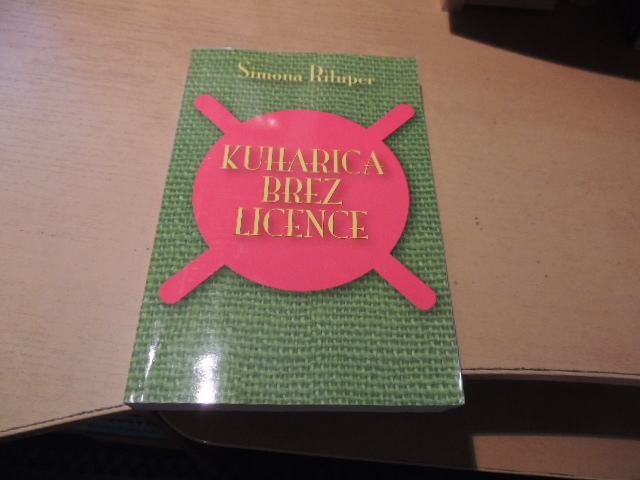 Simona Rituper
KUHARICA
BREZ
LICENCE